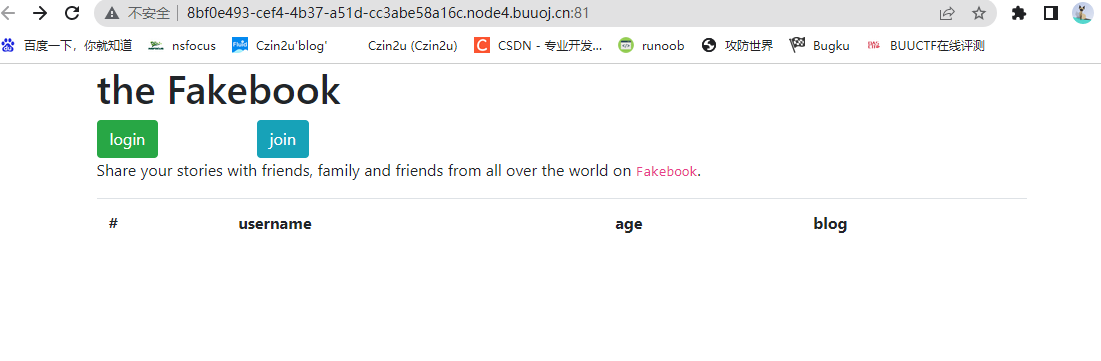 不安全 | 8bf0e493-cef4-4b37-a51d-cc3abe58a16c.node4.buuoj.cn:81
百度一下，你就知道 nsfocus Fluid Czin2u'blog' Czin2u (Czin2u) C CSDN - 专业开发... runoob 攻防世界 Bugku BUUCTF在线评测
the Fakebook
login join
Share your stories with friends, family and friends from all over the world on Fakebook.
# username age blog